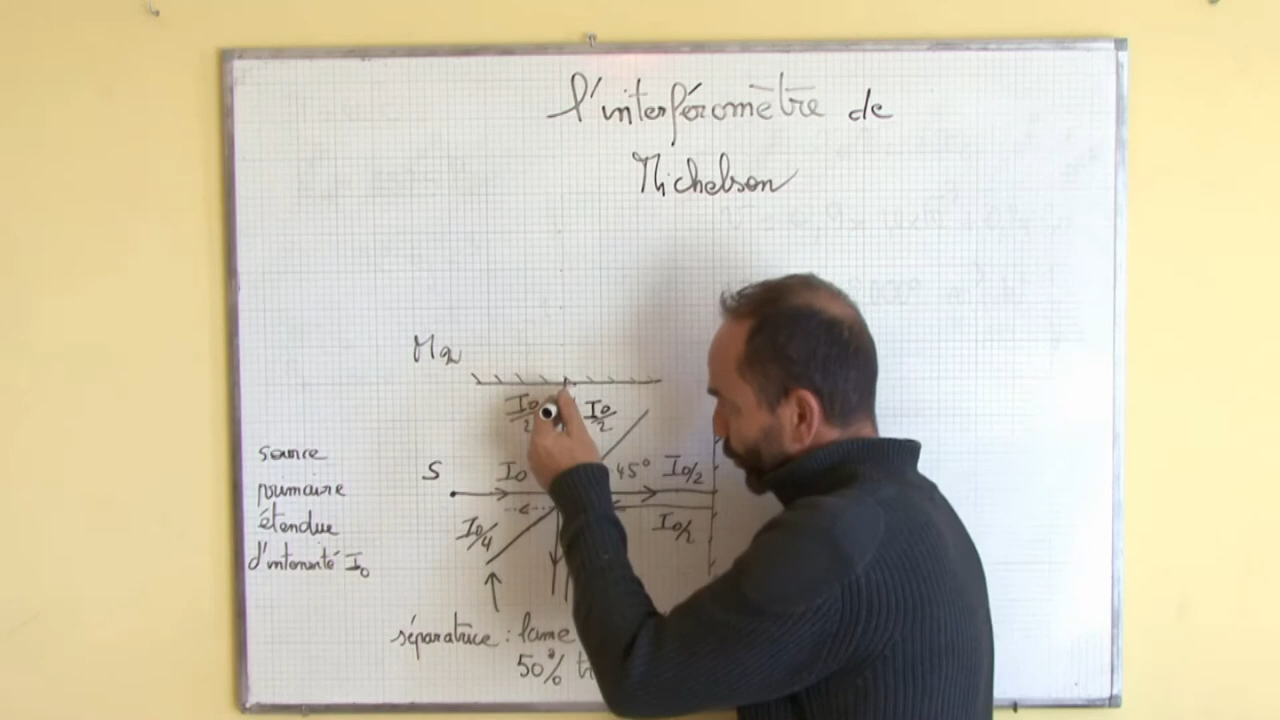 l'interféromètre de
Michelson
M2
I0/2 I0/2
S I0 45° I0/2
I0/4 I0/2
source
primaire
étendue
d'intensité I0
séparatrice : lame
50%